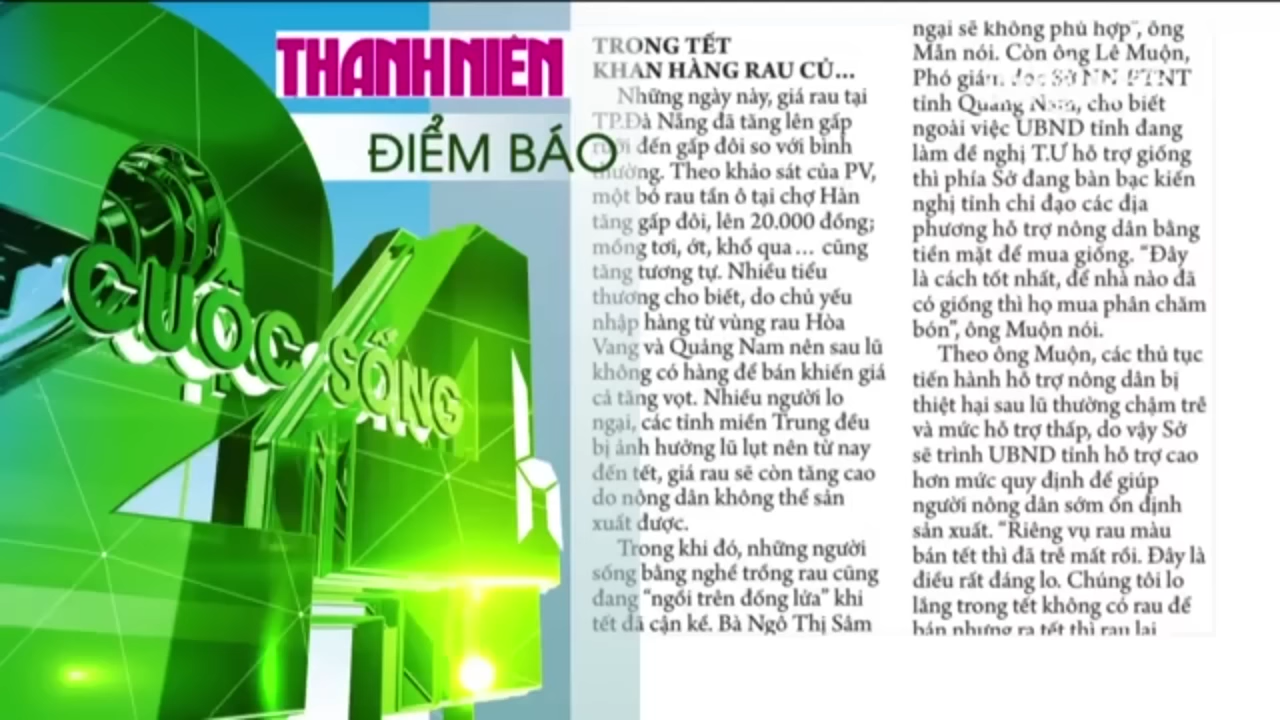 THANH NIÊN
ĐIỂM BÁO
CUỘC SỐNG
24h
TRONG TẾT
KHAN HÀNG RAU CỦ...
Những ngày này, giá rau tại
TP.Đà Nẵng đã tăng lên gấp
rưỡi đến gấp đôi so với bình
thường. Theo khảo sát của PV,
một bó rau tần ô tại chợ Hàn
tăng gấp đôi, lên 20.000 đồng;
mồng tơi, ớt, khổ qua... cũng
tăng tương tự. Nhiều tiểu
thương cho biết, do chủ yếu
nhập hàng từ vùng rau Hòa
Vang và Quảng Nam nên sau lũ
không có hàng để bán khiến giá
cả tăng vọt. Nhiều người lo
ngại, các tỉnh miền Trung đều
bị ảnh hưởng lũ lụt nên từ nay
đến tết, giá rau sẽ còn tăng cao
do nông dân không thể sản
xuất được.
Trong khi đó, những người
sống bằng nghề trồng rau cũng
đang “ngồi trên đống lửa” khi
tết đã cận kề. Bà Ngô Thị Sâm
ngại sẽ không phù hợp”, ông
Mẫn nói. Còn ông Lê Muộn,
Phó giám đốc Sở NN-PTNT
tỉnh Quảng Nam, cho biết
ngoài việc UBND tỉnh đang
làm đề nghị T.Ư hỗ trợ giống
thì phía Sở đang bàn bạc kiến
nghị tỉnh chỉ đạo các địa
phương hỗ trợ nông dân bằng
tiền mặt để mua giống. “Đây
là cách tốt nhất, để nhà nào đã
có giống thì họ mua phân chăm
bón”, ông Muộn nói.
Theo ông Muộn, các thủ tục
tiến hành hỗ trợ nông dân bị
thiệt hại sau lũ thường chậm trễ
và mức hỗ trợ thấp, do vậy Sở
sẽ trình UBND tỉnh hỗ trợ cao
hơn mức quy định để giúp
người nông dân sớm ổn định
sản xuất. “Riêng vụ rau màu
bán tết thì đã trễ mất rồi. Đây là
điều rất đáng lo. Chúng tôi lo
lắng trong tết không có rau để
bán nhưng ra tết thì rau lại